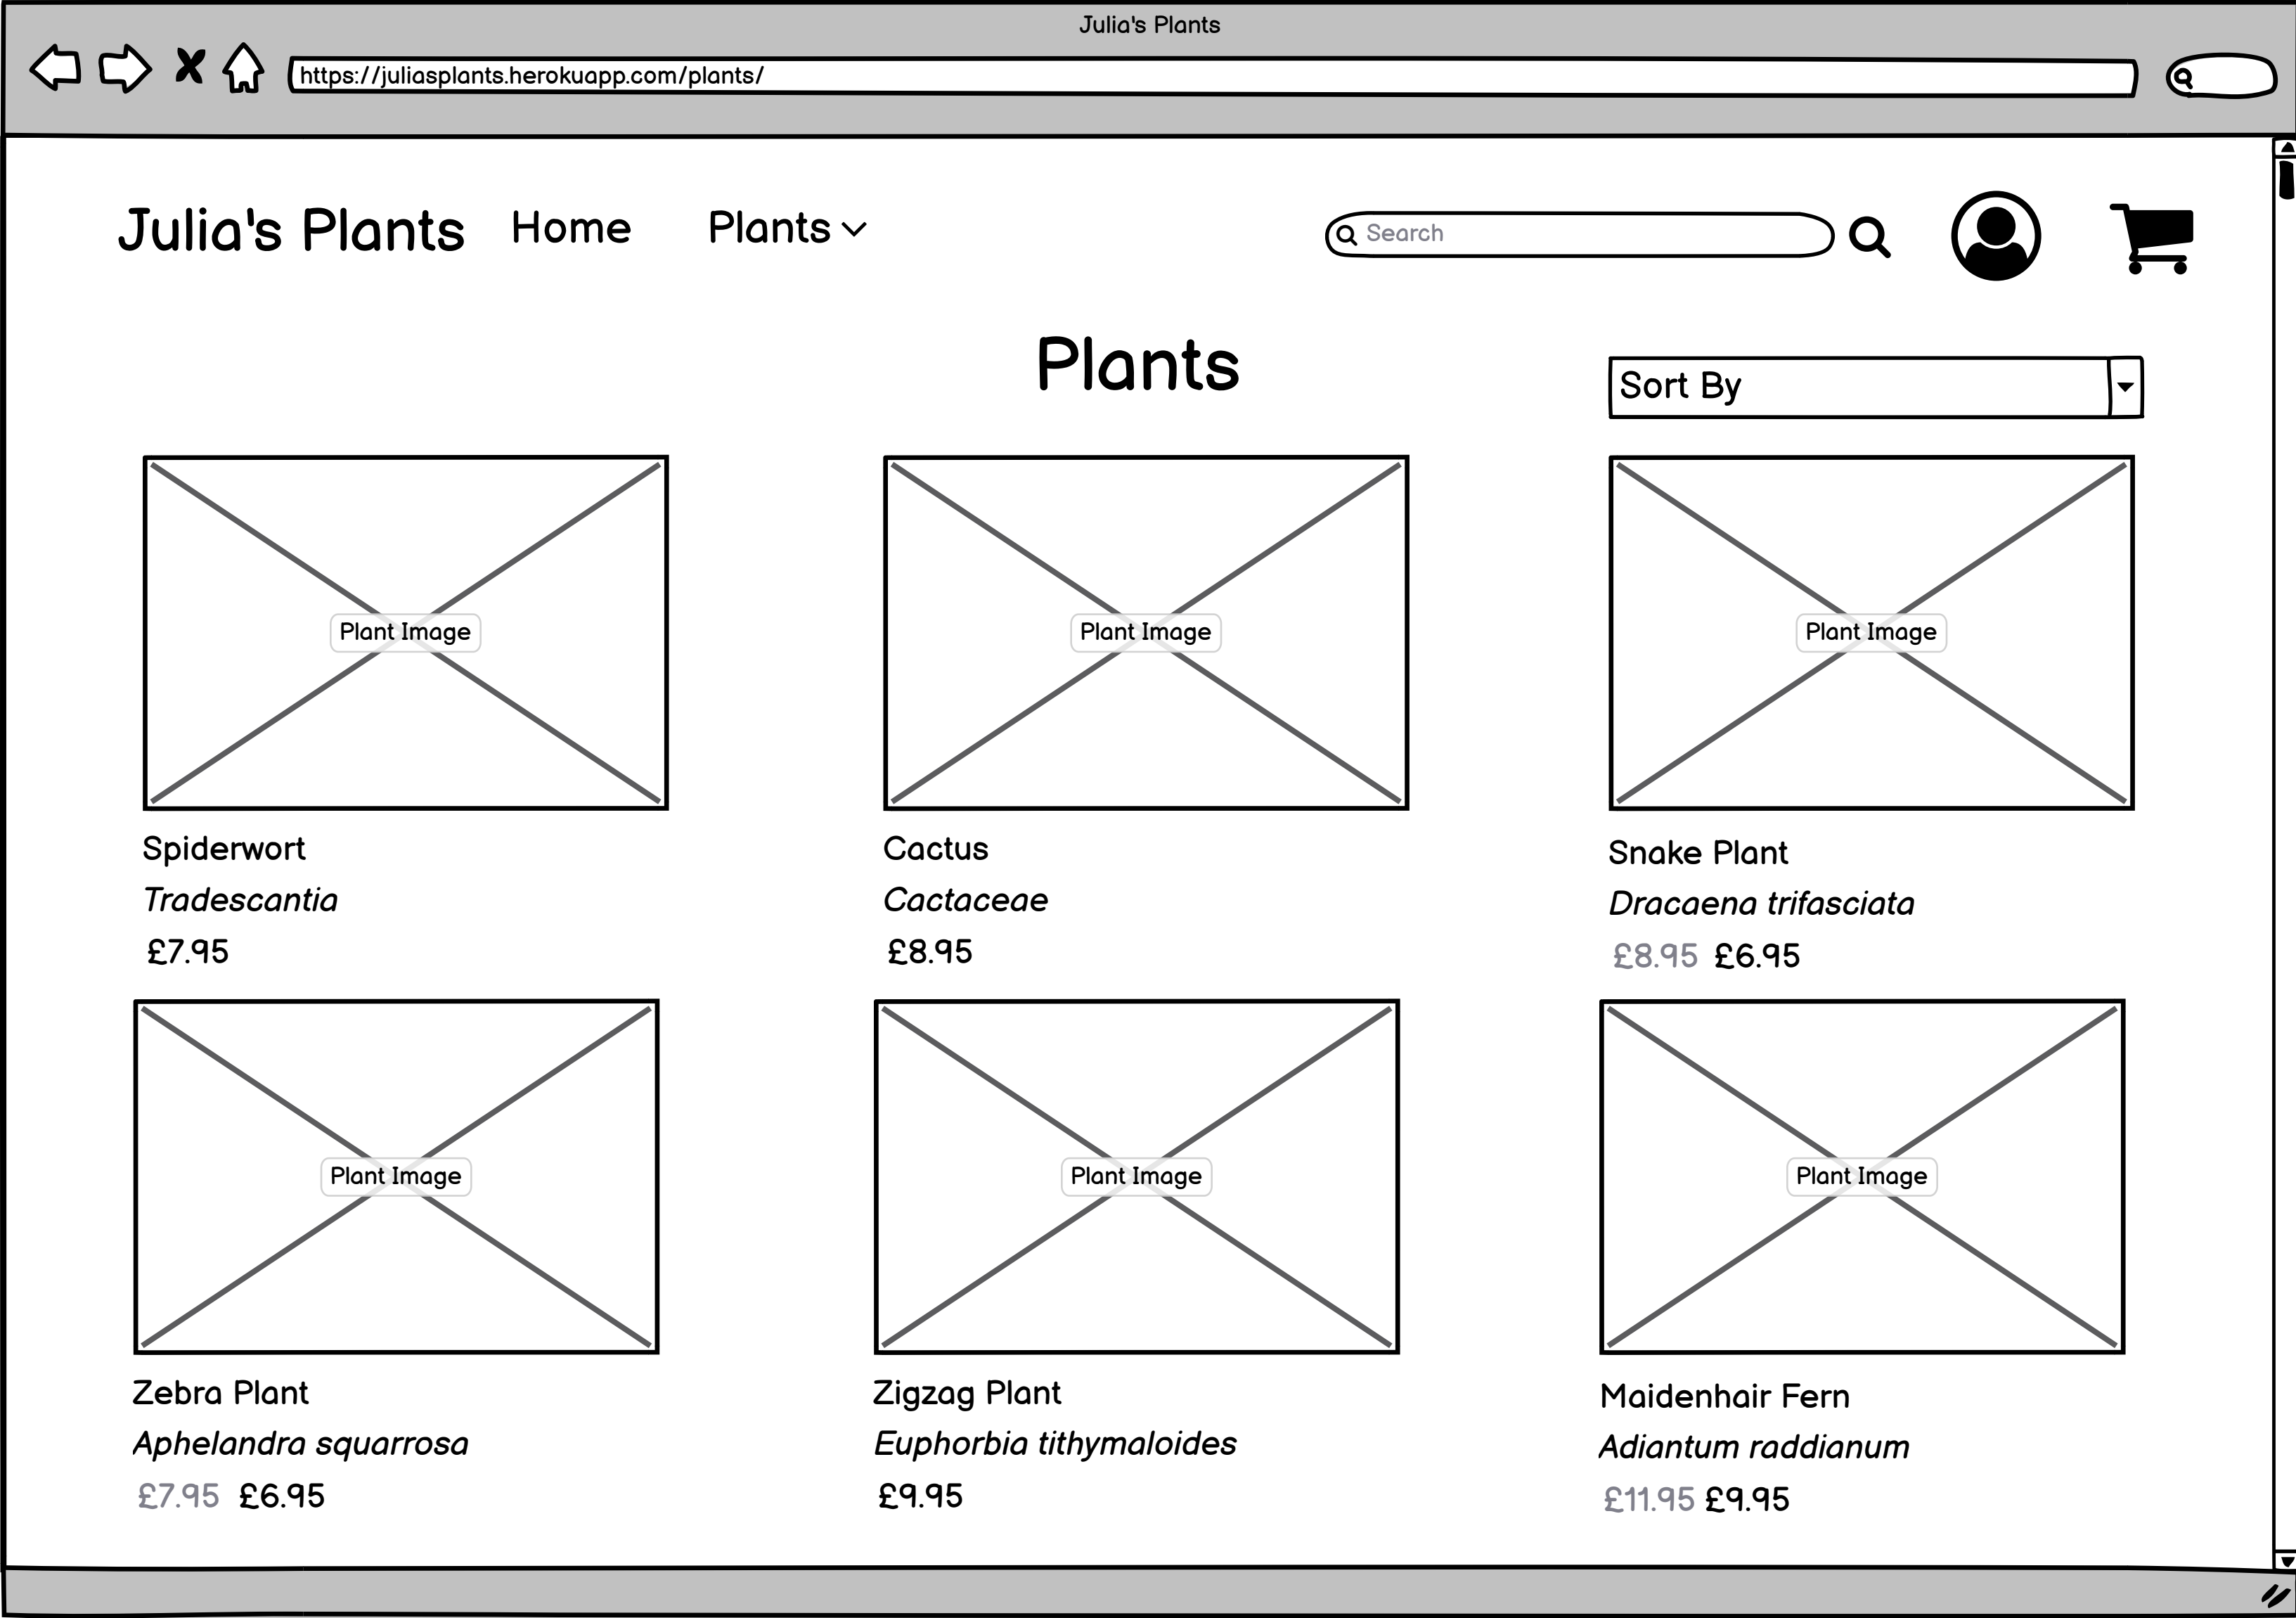 Julia's Plants
https://juliasplants.herokuapp.com/plants/
Julia's Plants Home Plants Search
Plants
Sort By
Plant Image Plant Image Plant Image
Spiderwort Cactus Snake Plant
Tradescantia Cactaceae Dracaena trifasciata
£7.95 £8.95 £8.95 £6.95
Plant Image Plant Image Plant Image
Zebra Plant Zigzag Plant Maidenhair Fern
Aphelandra squarrosa Euphorbia tithymaloides Adiantum raddianum
£7.95 £6.95 £9.95 £11.95 £9.95